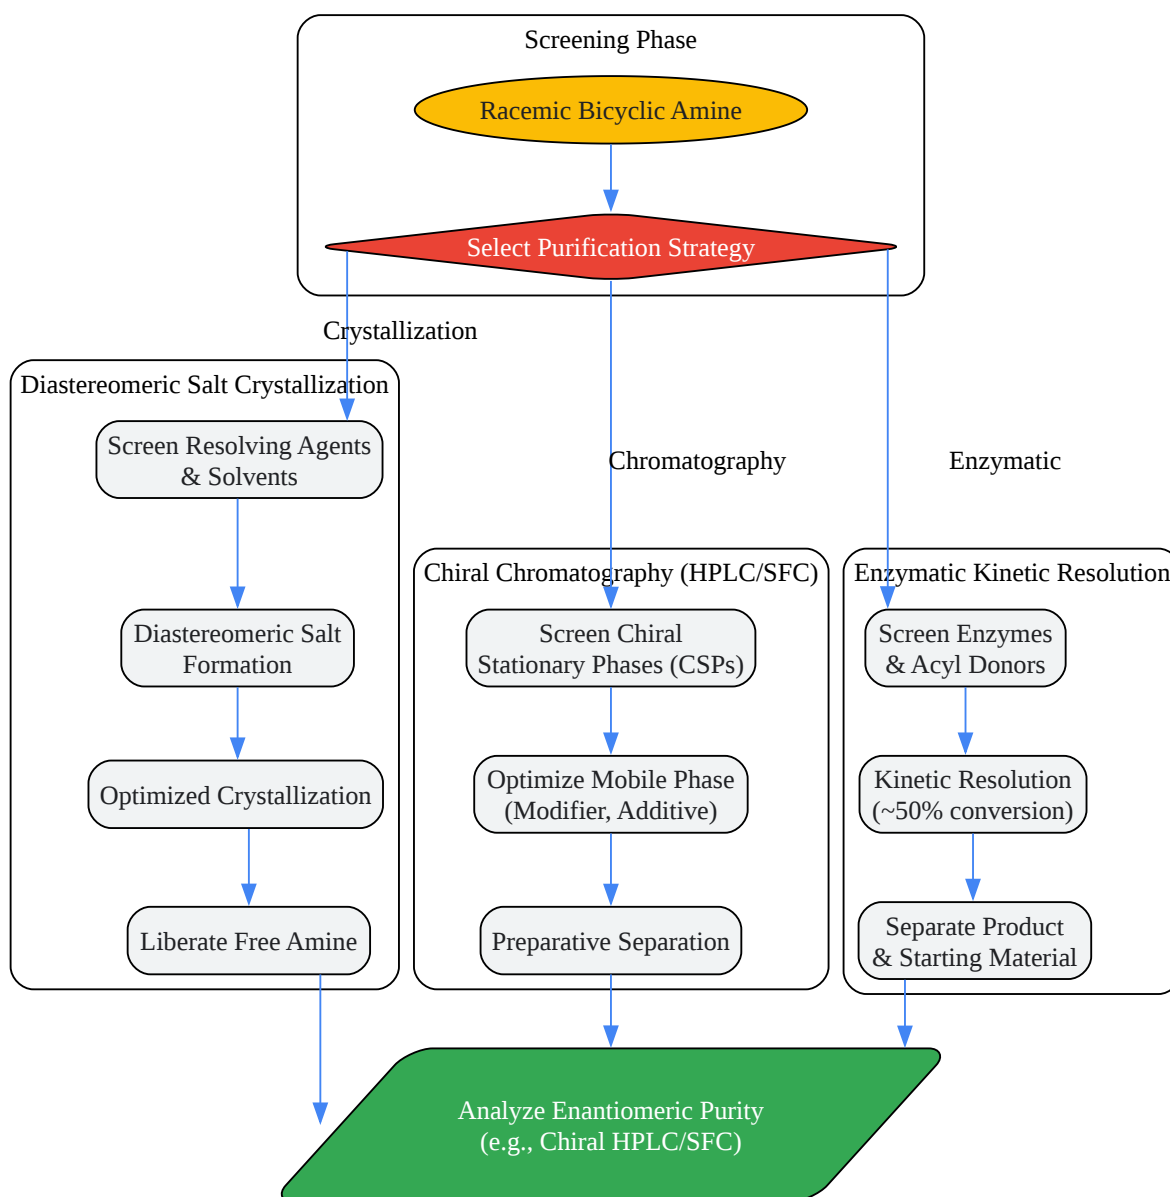 Screening Phase
Racemic Bicyclic Amine
Select Purification Strategy
Crystallization
Chromatography
Enzymatic
Diastereomeric Salt Crystallization
Screen Resolving Agents
& Solvents
Diastereomeric Salt
Formation
Optimized Crystallization
Liberate Free Amine
Chiral Chromatography (HPLC/SFC)
Screen Chiral
Stationary Phases (CSPs)
Optimize Mobile Phase
(Modifier, Additive)
Preparative Separation
Enzymatic Kinetic Resolution
Screen Enzymes
& Acyl Donors
Kinetic Resolution
(~50% conversion)
Separate Product
& Starting Material
Analyze Enantiomeric Purity
(e.g., Chiral HPLC/SFC)